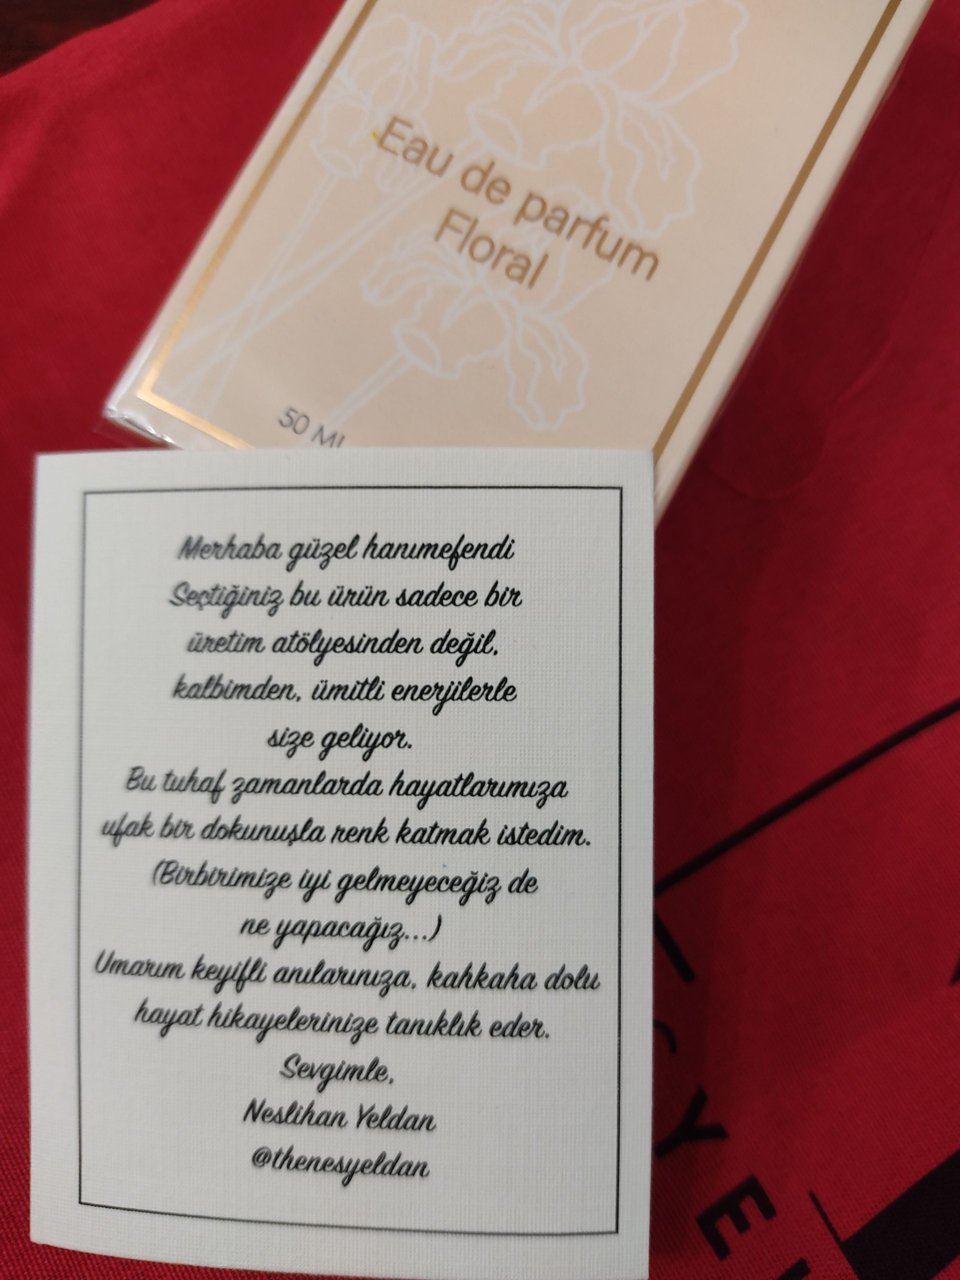 Eau de parfum
Floral
50 ML
Merhaba güzel hanımefendi
Seçtiğiniz bu ürün sadece bir
üretim atölyesinden değil,
kalbimden, ümitli enerjilerle
size geliyor.
Bu tuhaf zamanlarda hayatlarımıza
ufak bir dokunuşla renk katmak istedim.
(Birbirimize iyi gelmeyeceğiz de
ne yapacağız...)
Umarım keyifli anılarınıza, kahkaha dolu
hayat hikayelerinize tanıklık eder.
Sevgimle,
Neslihan Yeldan
@thenesyeldan